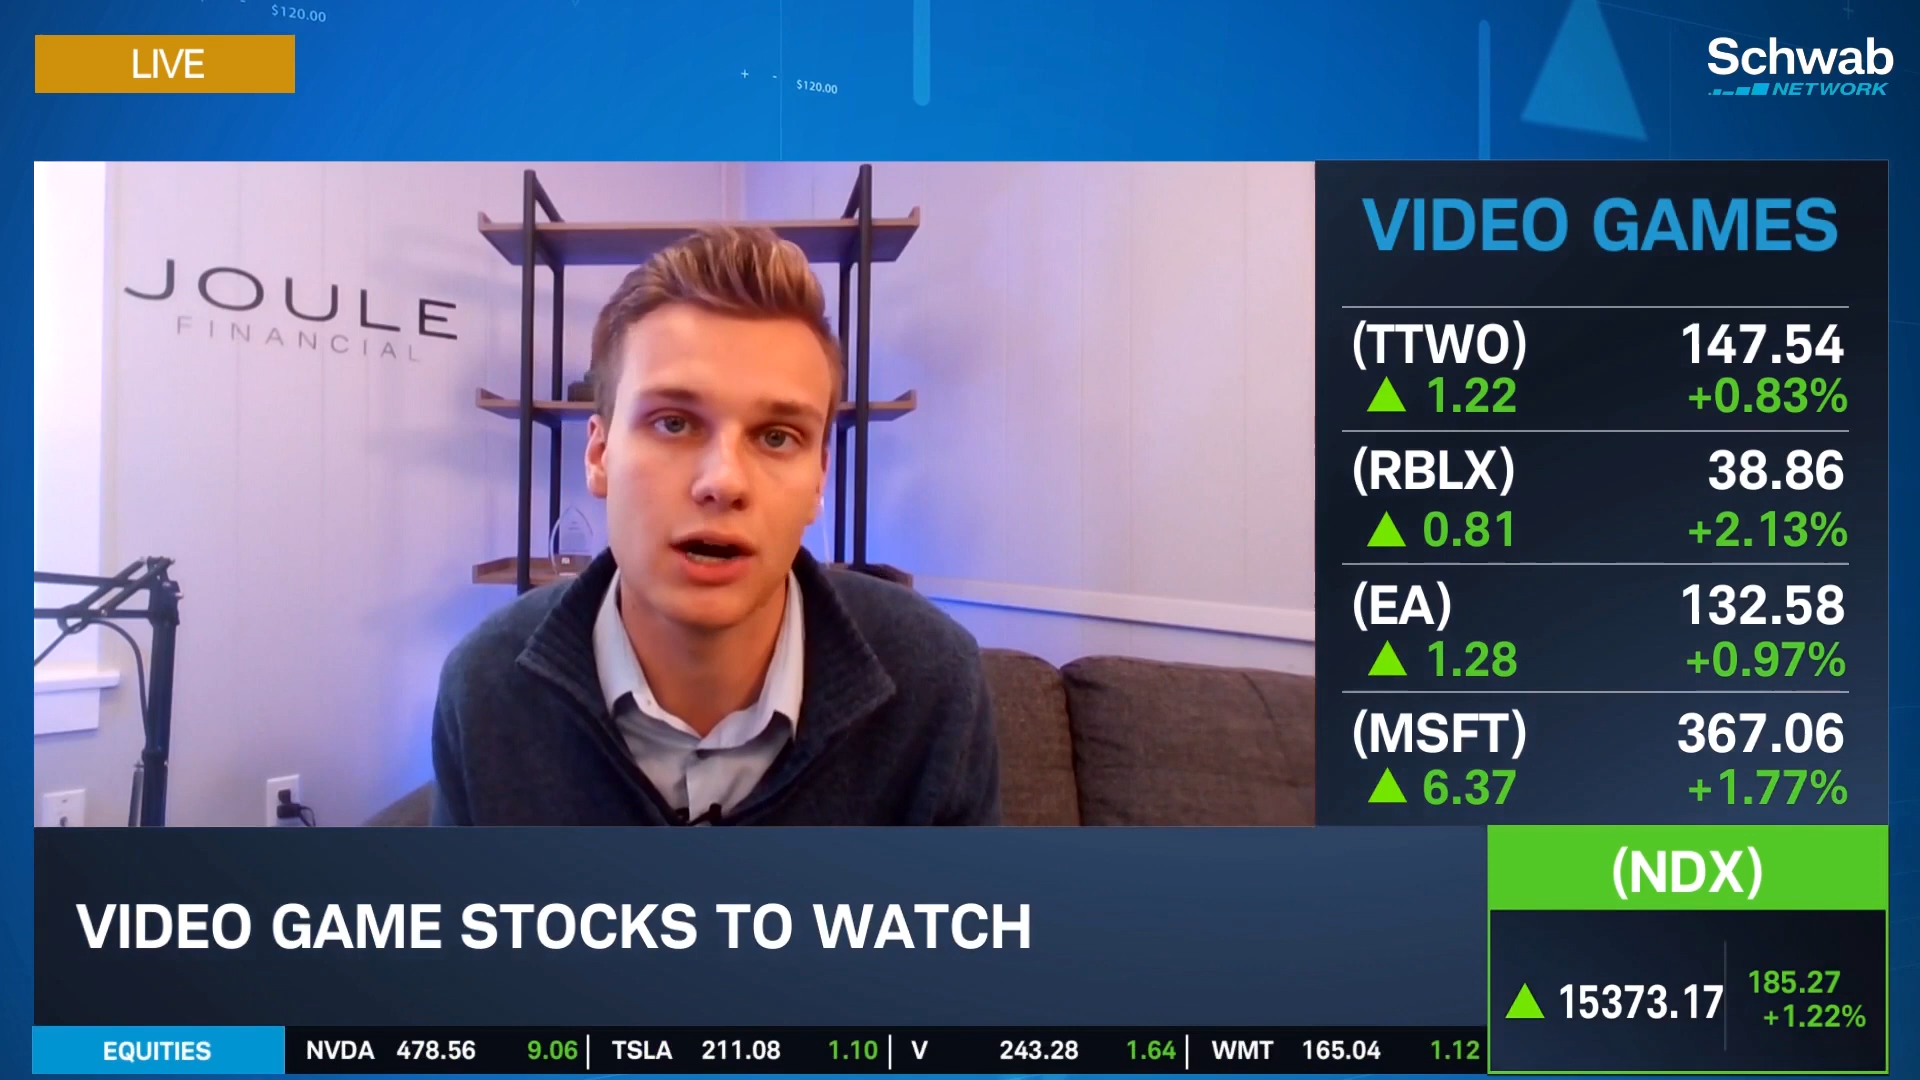 $120.00
LIVE
$120.00
Schwab
NETWORK
JOULE
FINANCIAL
VIDEO GAMES
(TTWO) 147.54
▲ 1.22 +0.83%
(RBLX) 38.86
▲ 0.81 +2.13%
(EA) 132.58
▲ 1.28 +0.97%
(MSFT) 367.06
▲ 6.37 +1.77%
VIDEO GAME STOCKS TO WATCH
(NDX)
▲ 15373.17 185.27
+1.22%
EQUITIES NVDA 478.56 9.06 TSLA 211.08 1.10 V 243.28 1.64 WMT 165.04 1.12